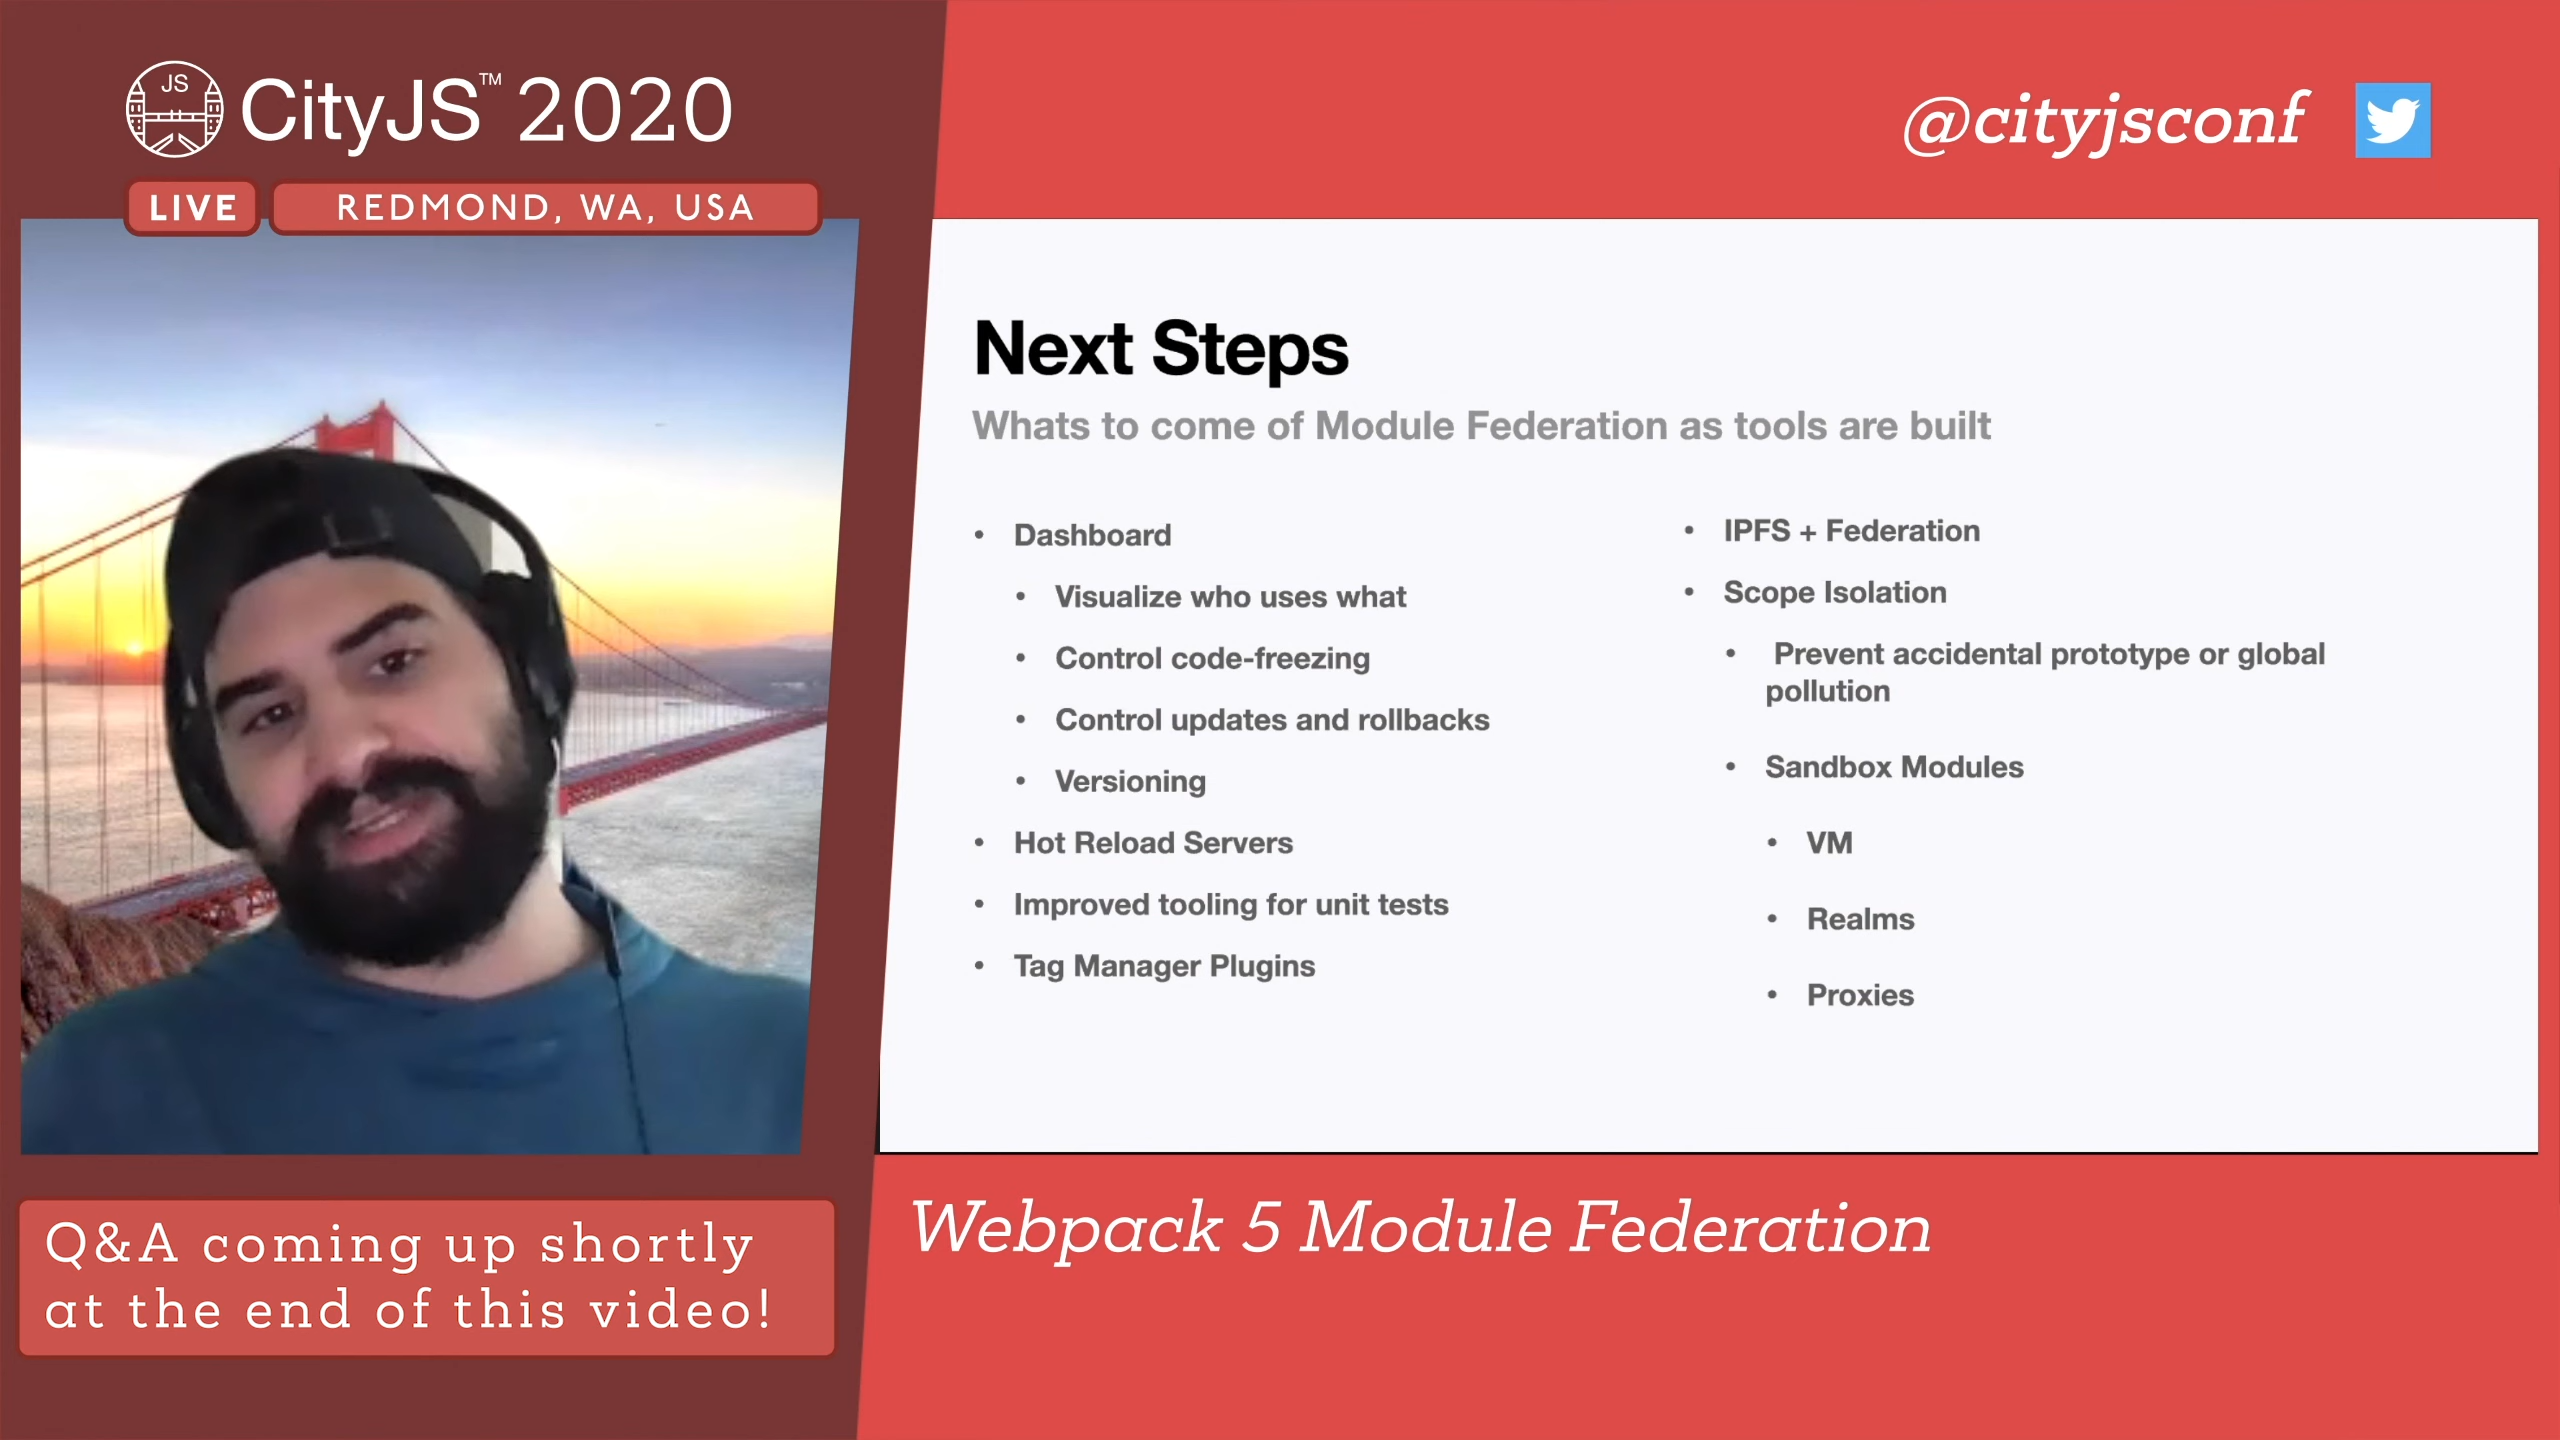 JS
CityJS™ 2020
LIVE
REDMOND, WA, USA
@cityjsconf
Next Steps
Whats to come of Module Federation as tools are built
• Dashboard
• Visualize who uses what
• Control code-freezing
• Control updates and rollbacks
• Versioning
• Hot Reload Servers
• Improved tooling for unit tests
• Tag Manager Plugins
• IPFS + Federation
• Scope Isolation
• Prevent accidental prototype or global
pollution
• Sandbox Modules
• VM
• Realms
• Proxies
Q&A coming up shortly
at the end of this video!
Webpack 5 Module Federation